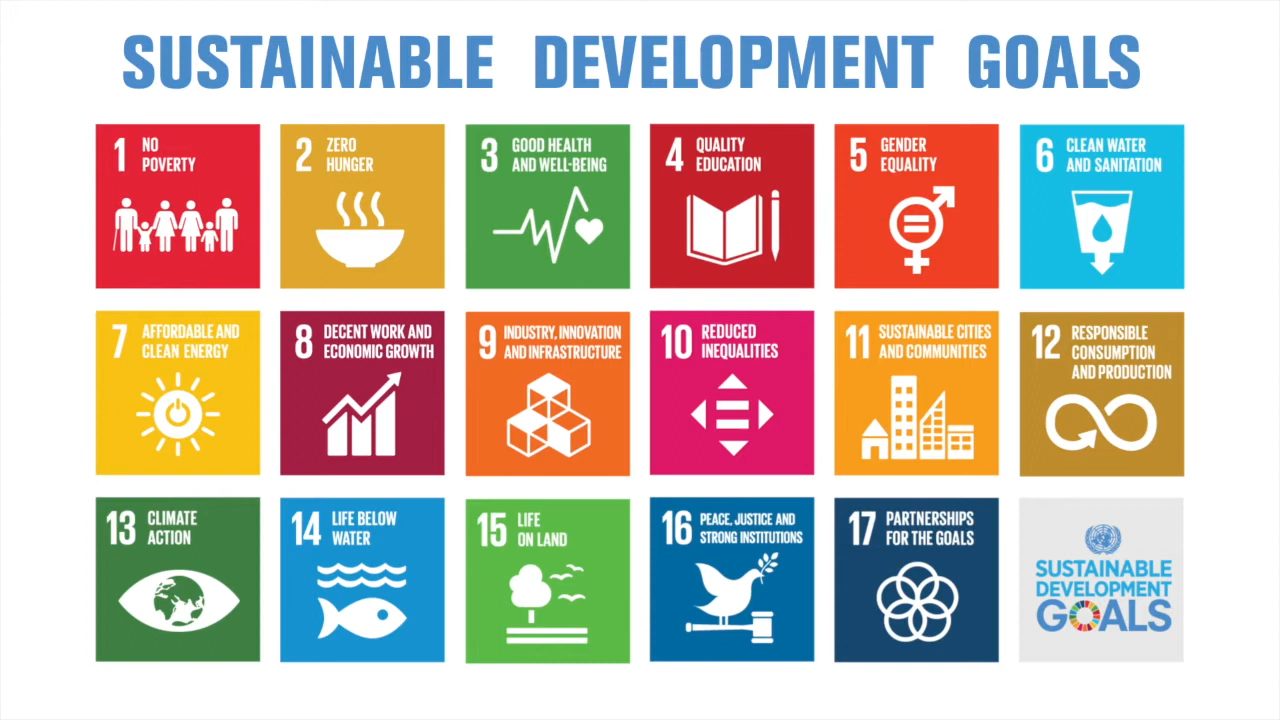 SUSTAINABLE DEVELOPMENT GOALS
1 NO
POVERTY
2 ZERO
HUNGER
3 GOOD HEALTH
AND WELL-BEING
4 QUALITY
EDUCATION
5 GENDER
EQUALITY
6 CLEAN WATER
AND SANITATION
7 AFFORDABLE AND
CLEAN ENERGY
8 DECENT WORK AND
ECONOMIC GROWTH
9 INDUSTRY, INNOVATION
AND INFRASTRUCTURE
10 REDUCED
INEQUALITIES
11 SUSTAINABLE CITIES
AND COMMUNITIES
12 RESPONSIBLE
CONSUMPTION
AND PRODUCTION
13 CLIMATE
ACTION
14 LIFE BELOW
WATER
15 LIFE
ON LAND
16 PEACE, JUSTICE AND
STRONG INSTITUTIONS
17 PARTNERSHIPS
FOR THE GOALS
SUSTAINABLE
DEVELOPMENT
GOALS